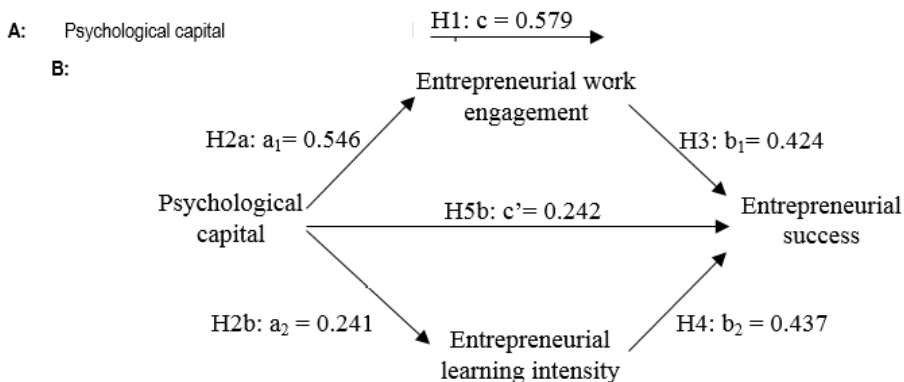 A: Psychological capital
H1: c = 0.579
B:
Entrepreneurial work
engagement
H2a: a₁= 0.546
H3: b₁= 0.424
Psychological
capital
H5b: c’= 0.242
Entrepreneurial
success
H2b: a₂ = 0.241
H4: b₂ = 0.437
Entrepreneurial
learning intensity